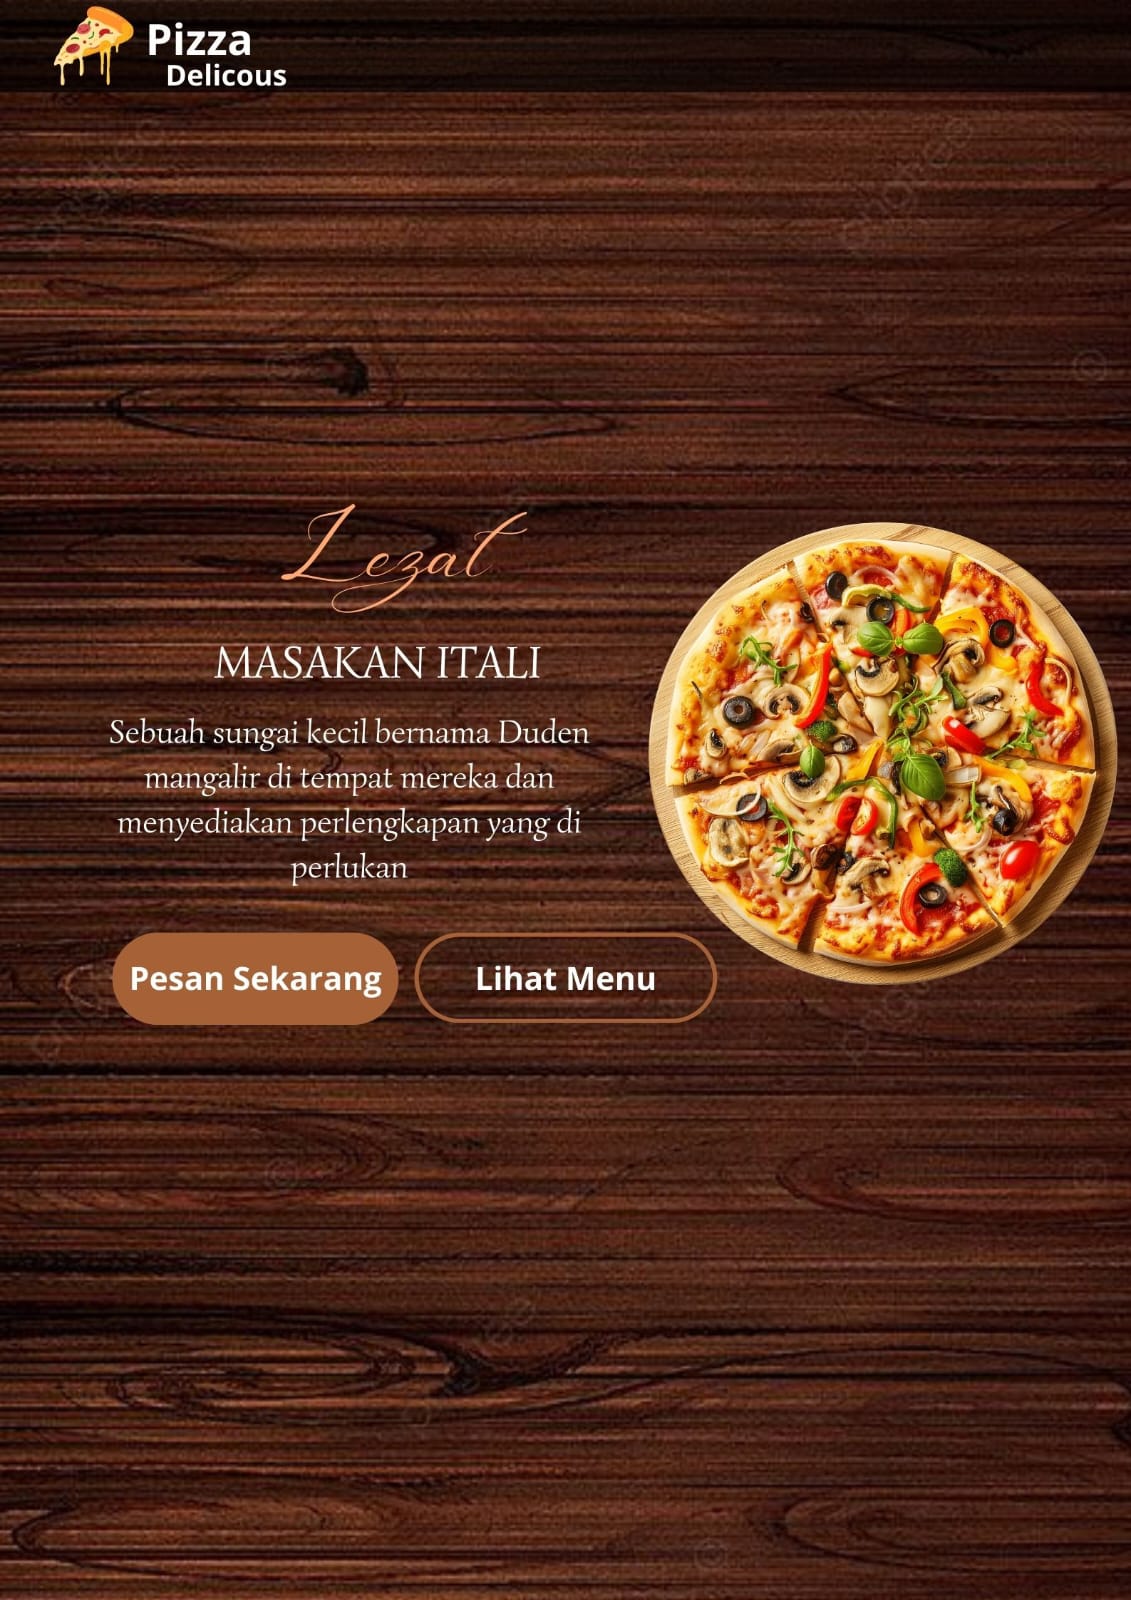 Pizza
Delicous
Lezat
MASAKAN ITALI
Sebuah sungai kecil bernama Duden
mangalir di tempat mereka dan
menyediakan perlengkapan yang di
perlukan
Pesan Sekarang
Lihat Menu